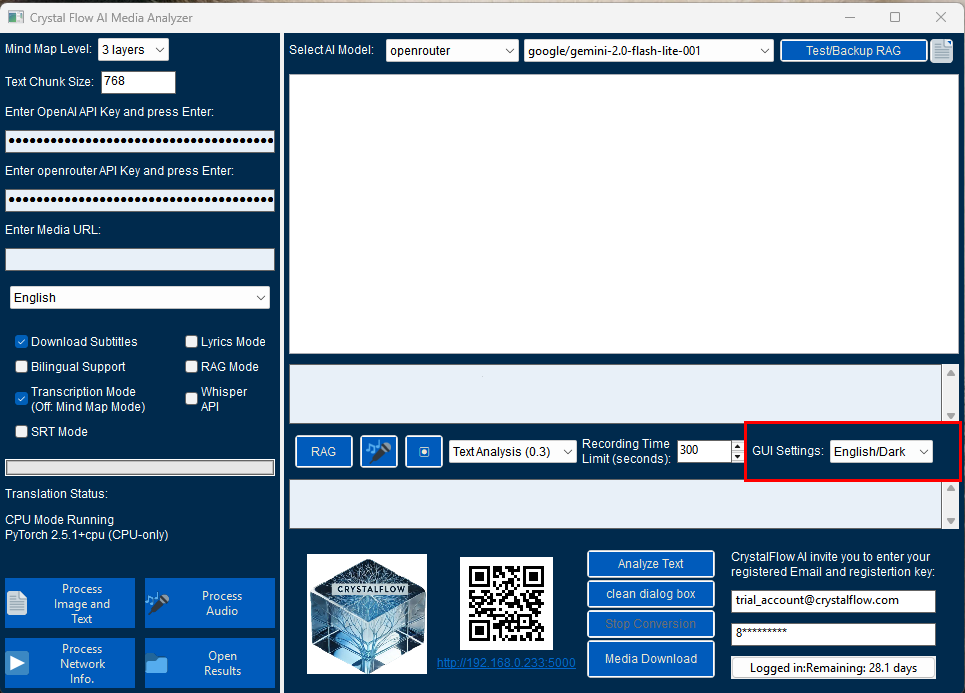 Crystal Flow AI Media Analyzer
Mind Map Level: 3 layers
Text Chunk Size: 768
Enter OpenAI API Key and press Enter:
Enter openrouter API Key and press Enter:
Enter Media URL:
English
Download Subtitles
Lyrics Mode
Bilingual Support
RAG Mode
Transcription Mode
(Off: Mind Map Mode)
Whisper
API
SRT Mode
Translation Status:
CPU Mode Running
PyTorch 2.5.1+cpu (CPU-only)
Process
Image and
Text
Process
Audio
Process
Network
Info.
Open
Results
Select AI Model: openrouter google/gemini-2.0-flash-lite-001 Test/Backup RAG
RAG
Text Analysis (0.3)
Recording Time
Limit (seconds):
300
GUI Settings: English/Dark
CRYSTALFLOW
http://192.168.0.233:5000
Analyze Text
clean dialog box
Stop Conversion
Media Download
CrystalFlow AI invite you to enter your
registered Email and registertion key:
trial_account@crystalflow.com
8*********
Logged in:Remaining: 28.1 days